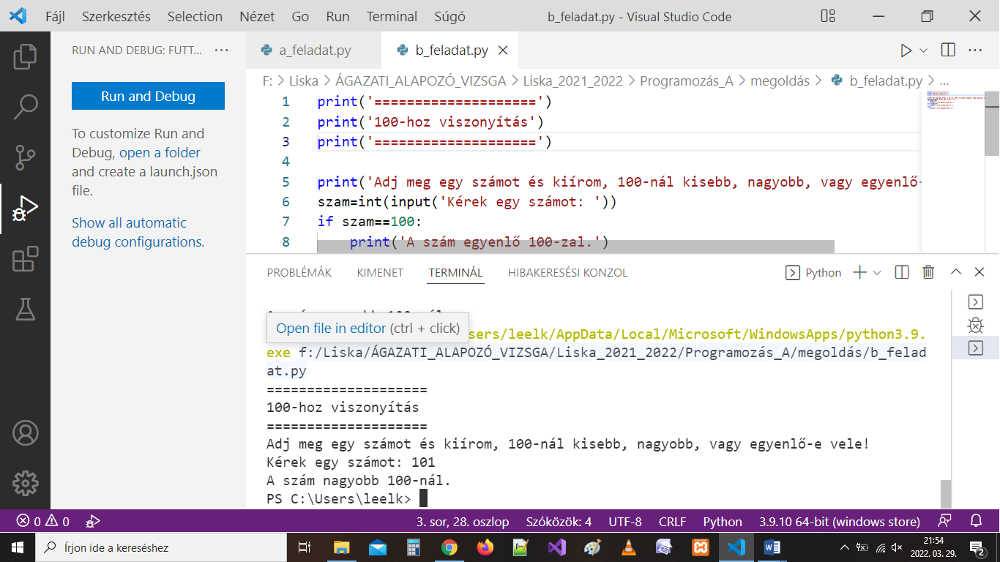 Fájl Szerkesztés Selection Nézet Go Run Terminal Súgó b_feladat.py - Visual Studio Code
RUN AND DEBUG: FUTT... ···
a_feladat.py b_feladat.py
F: > Liska > ÁGAZATI_ALAPOZÓ_VIZSGA > Liska_2021_2022 > Programozás_A > megoldás > b_feladat.py > ...
Run and Debug
To customize Run and
Debug, open a folder
and create a launch.json
file.
Show all automatic
debug configurations.
1 print('====================')
2 print('100-hoz viszonyítás')
3 print('====================')
4
5 print('Adj meg egy számot és kiírom, 100-nál kisebb, nagyobb, vagy egyenlő-
6 szam=int(input('Kérek egy számot: '))
7 if szam==100:
8 print('A szám egyenlő 100-zal.')
PROBLÉMÁK KIMENET TERMINÁL HIBAKERESÉSI KONZOL Python
Open file in editor (ctrl + click)
sers/leelk/AppData/Local/Microsoft/WindowsApps/python3.9.
exe f:/Liska/ÁGAZATI_ALAPOZÓ_VIZSGA/Liska_2021_2022/Programozás_A/megoldás/b_felad
at.py
====================
100-hoz viszonyítás
====================
Adj meg egy számot és kiírom, 100-nál kisebb, nagyobb, vagy egyenlő-e vele!
Kérek egy számot: 101
A szám nagyobb 100-nál.
PS C:\Users\leelk>
0 0 3. sor, 28. oszlop Szóközök: 4 UTF-8 CRLF Python 3.9.10 64-bit (windows store)
Írjon ide a kereséshez
21:54
2022. 03. 29.
2